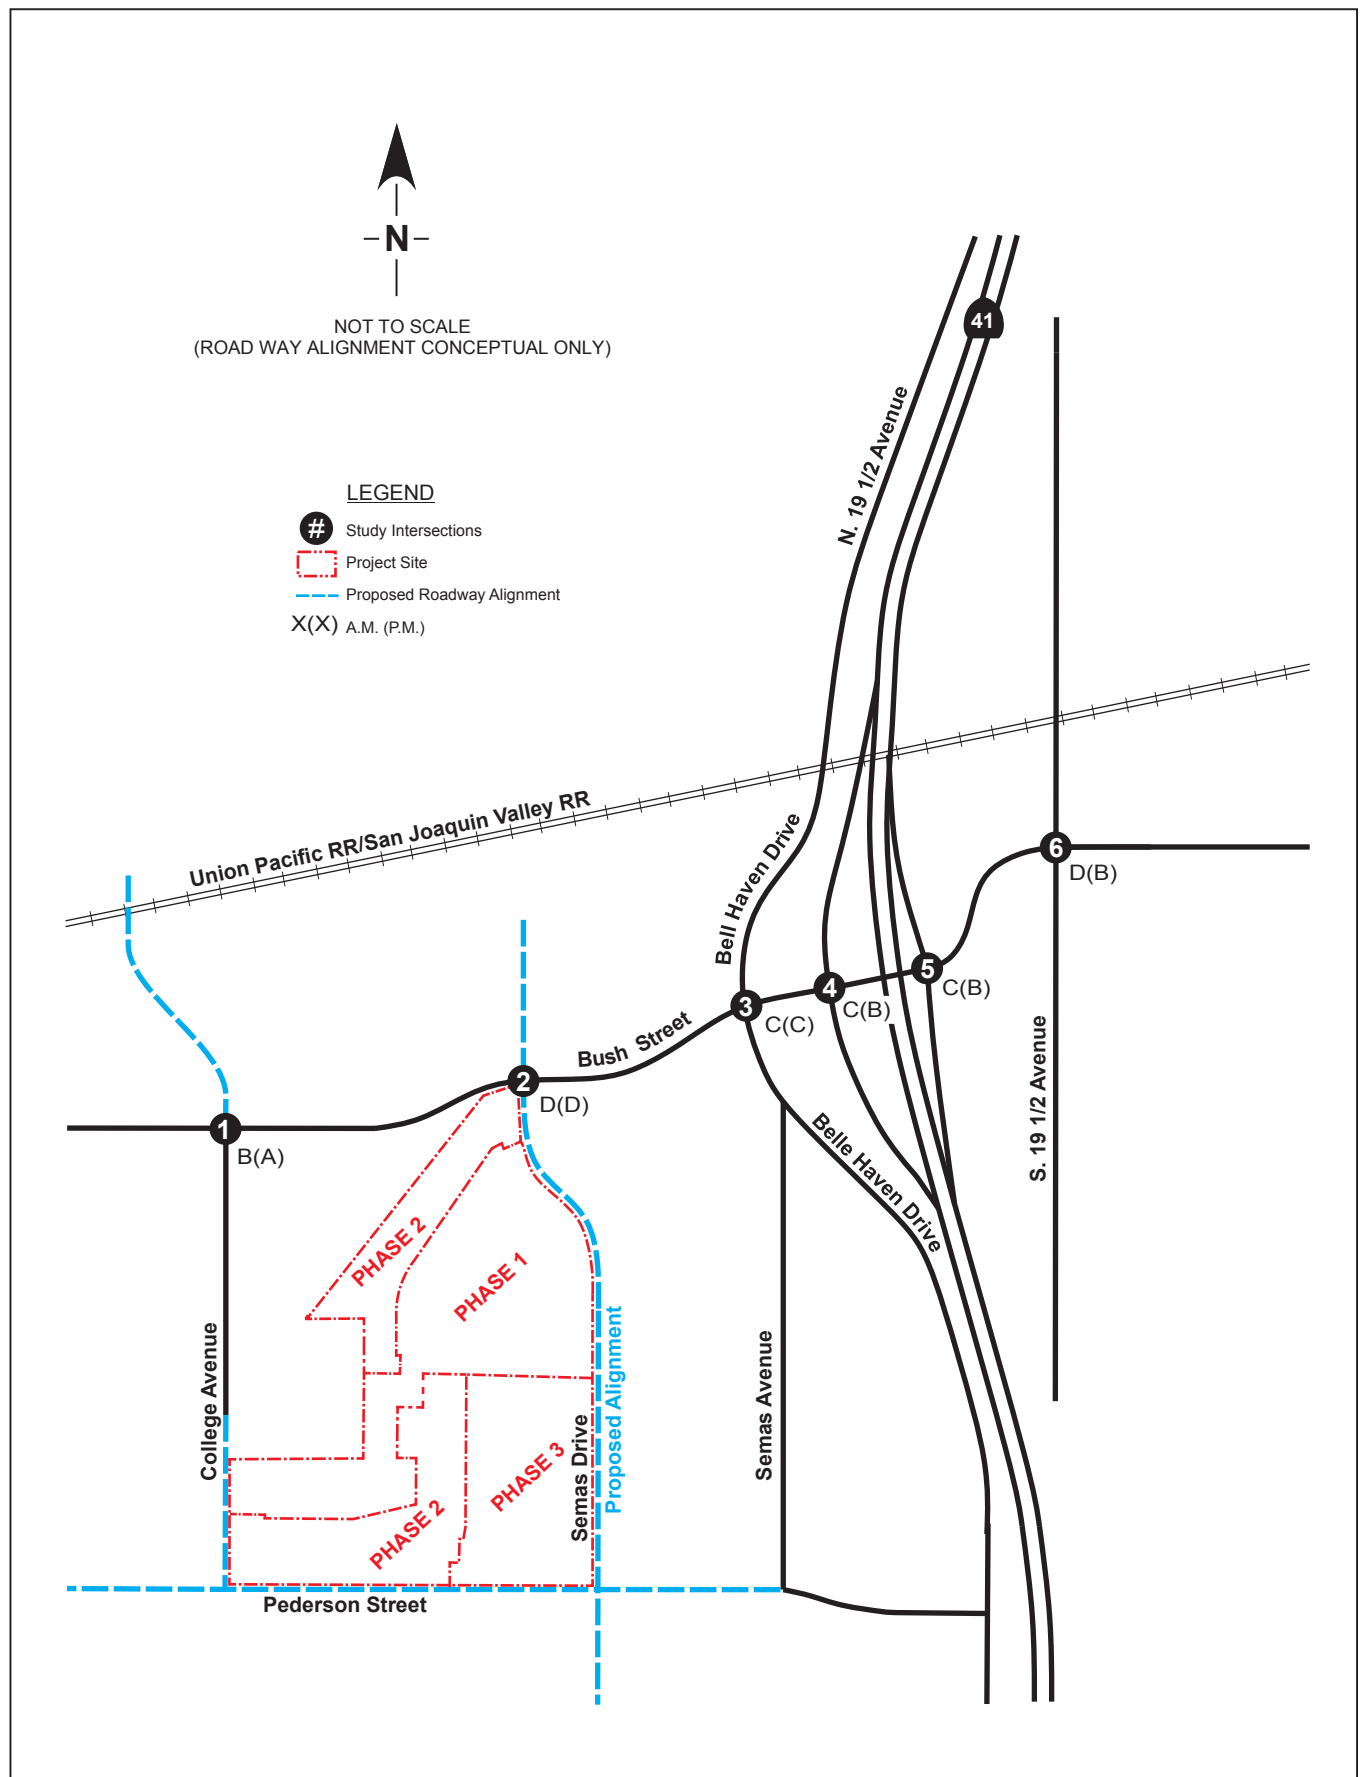 N
NOT TO SCALE
(ROAD WAY ALIGNMENT CONCEPTUAL ONLY)
41
N. 19 1/2 Avenue
LEGEND
# Study Intersections
Project Site
Proposed Roadway Alignment
X(X) A.M. (P.M.)
Union Pacific RR/San Joaquin Valley RR
Bell Haven Drive
6
D(B)
5
C(B)
4
C(B)
3
C(C)
Bush Street
2
D(D)
1
B(A)
S. 19 1/2 Avenue
Belle Haven Drive
PHASE 2
PHASE 1
College Avenue
Semas Drive
Proposed Alignment
Semas Avenue
PHASE 3
PHASE 2
Pederson Street